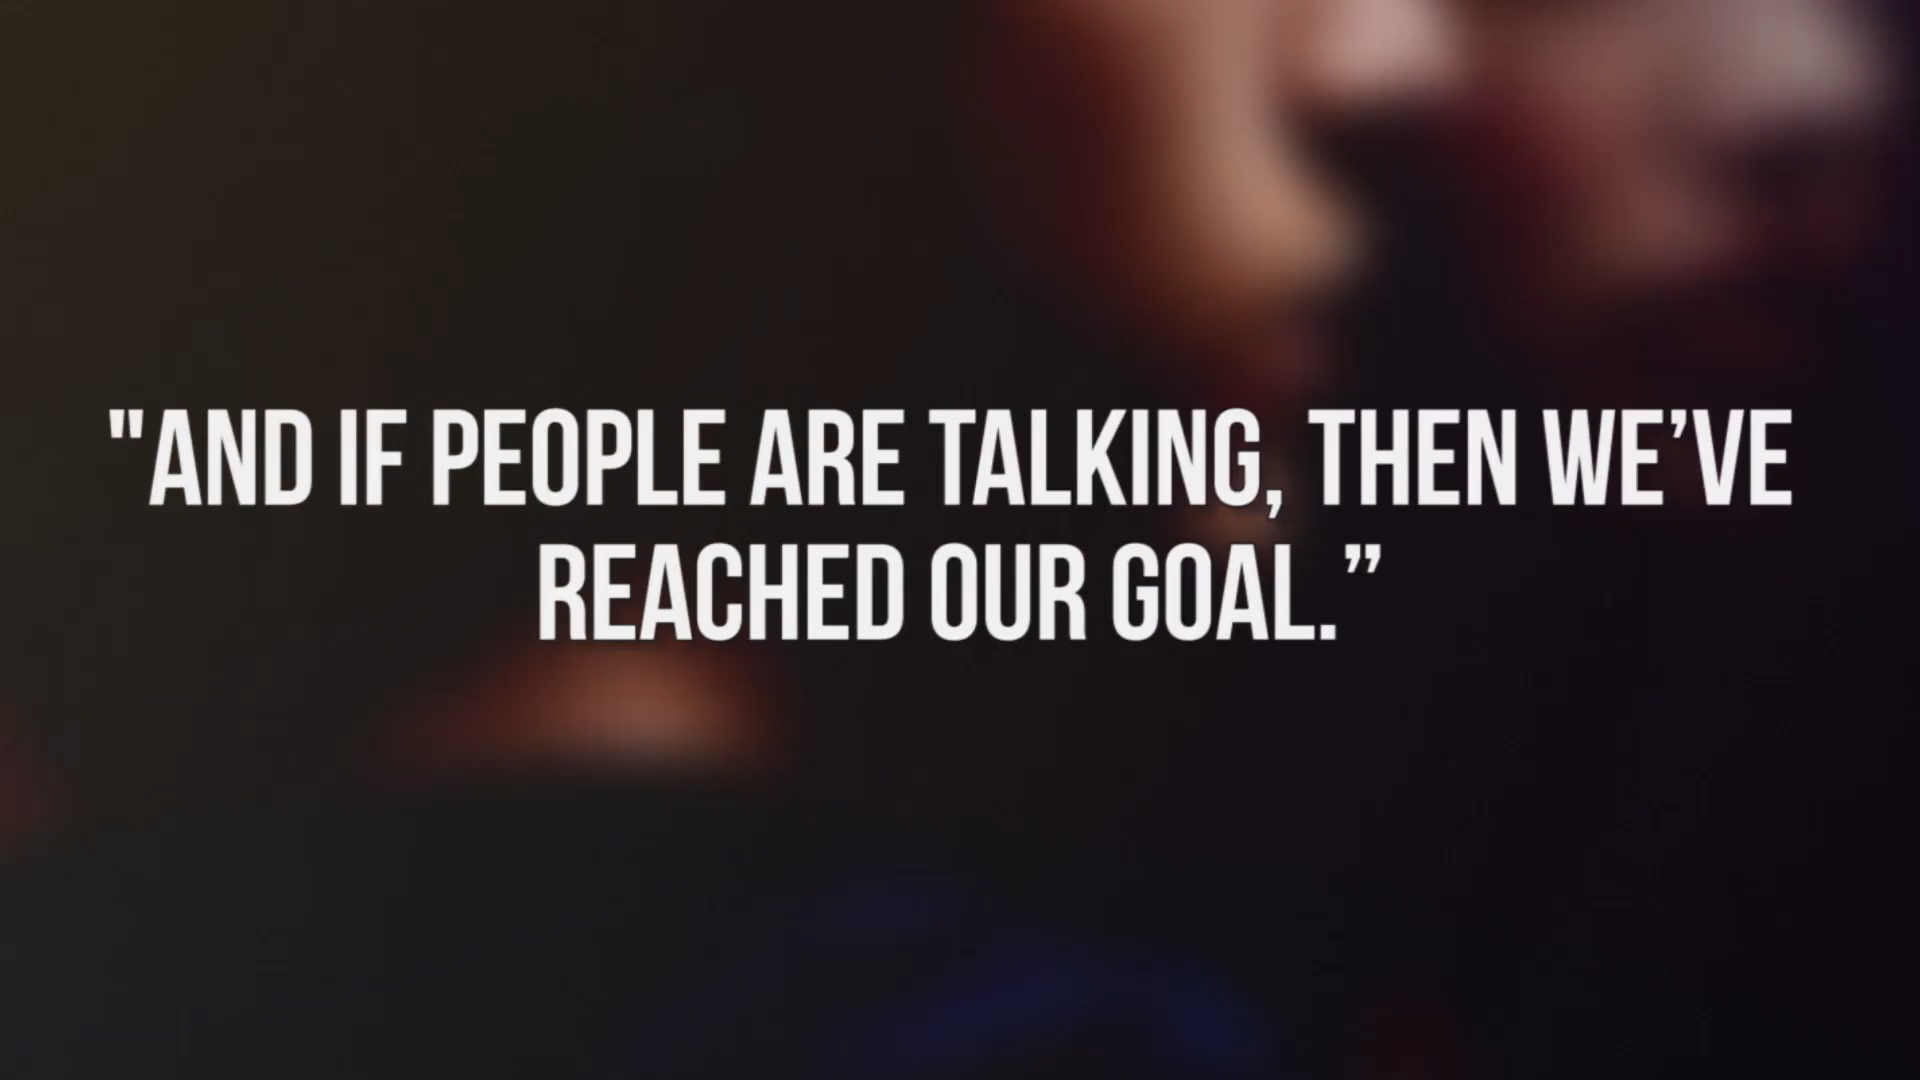 "AND IF PEOPLE ARE TALKING, THEN WE’VE
REACHED OUR GOAL.”